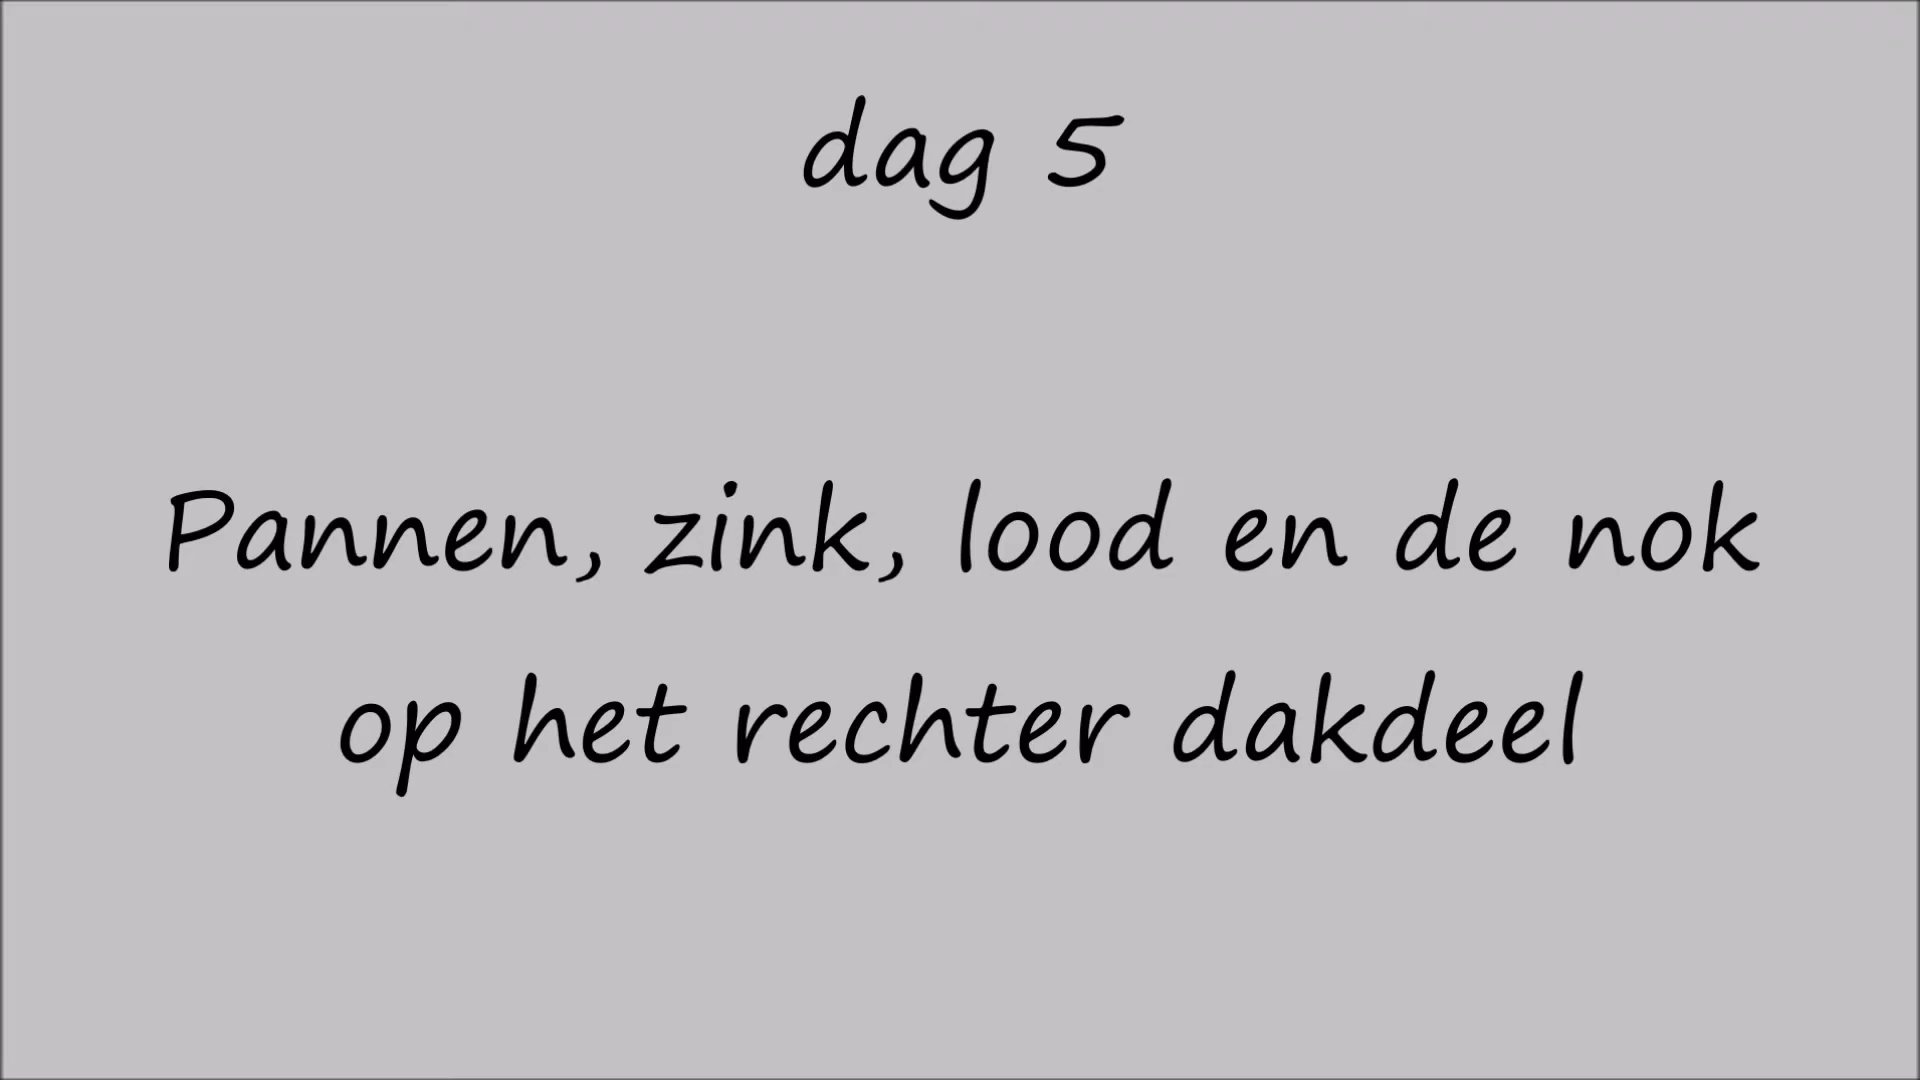 dag 5
Pannen, zink, lood en de nok
op het rechter dakdeel